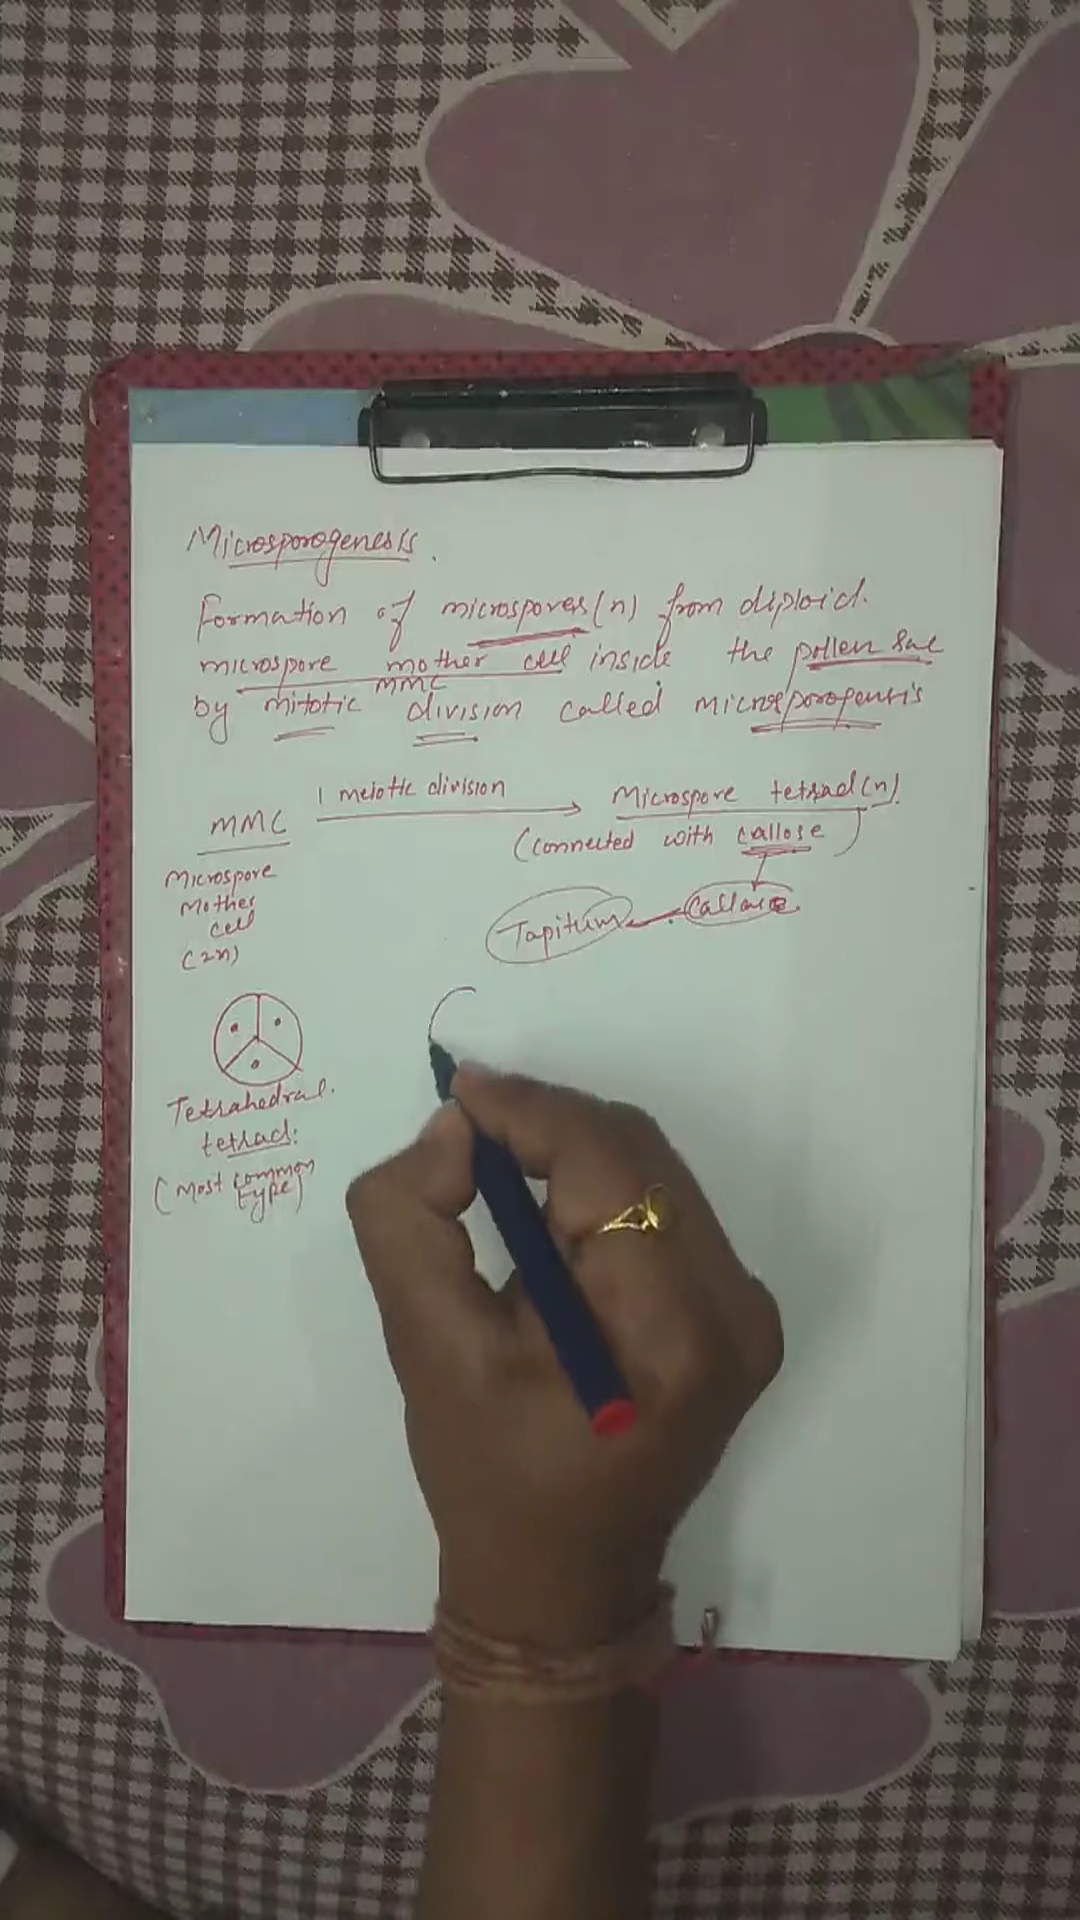 Microsporogenesis.
Formation of microspores(n) from diploid.
microspore mother cell inside the pollen sac
MMC
by mitotic division called microsporogensis
MMC
1 meiotic division
Microspore tetrad(n).
(connected with callose)
Microspore
Mother
cell
(2n)
Tapitum
callase.
Tetrahedral.
tetrad:
(Most common
type)